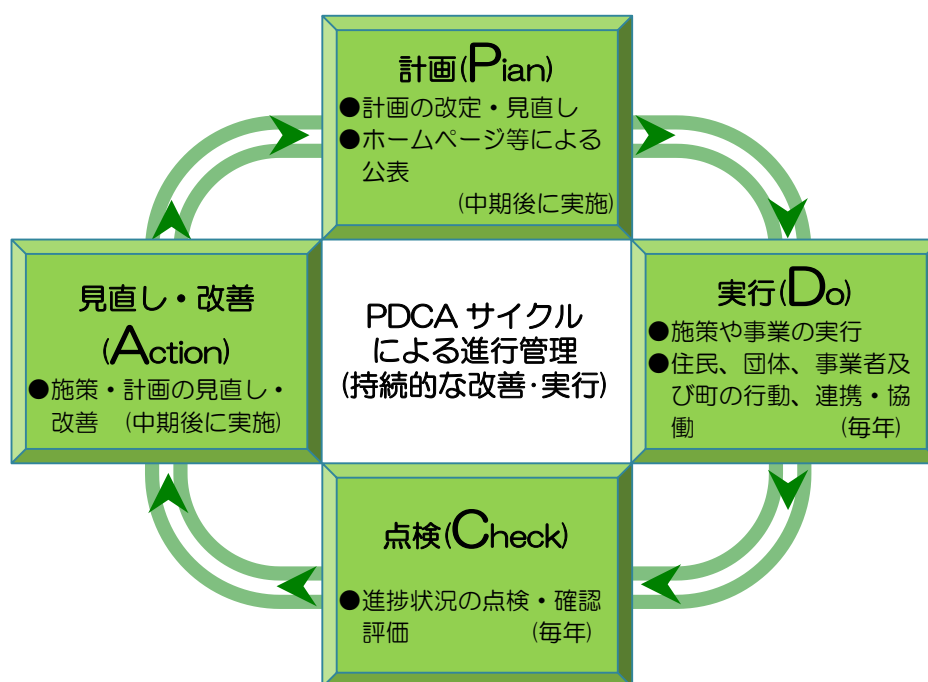 計画(Pian)
●計画の改定・見直し
●ホームページ等による
公表
(中期後に実施)
見直し・改善
(Action)
●施策・計画の見直し・
改善 (中期後に実施)
PDCA サイクル
による進行管理
(持続的な改善･実行)
実行(Do)
●施策や事業の実行
●住民、団体、事業者及
び町の行動、連携・協
働 (毎年)
点検(Check)
●進捗状況の点検・確認
評価 (毎年)